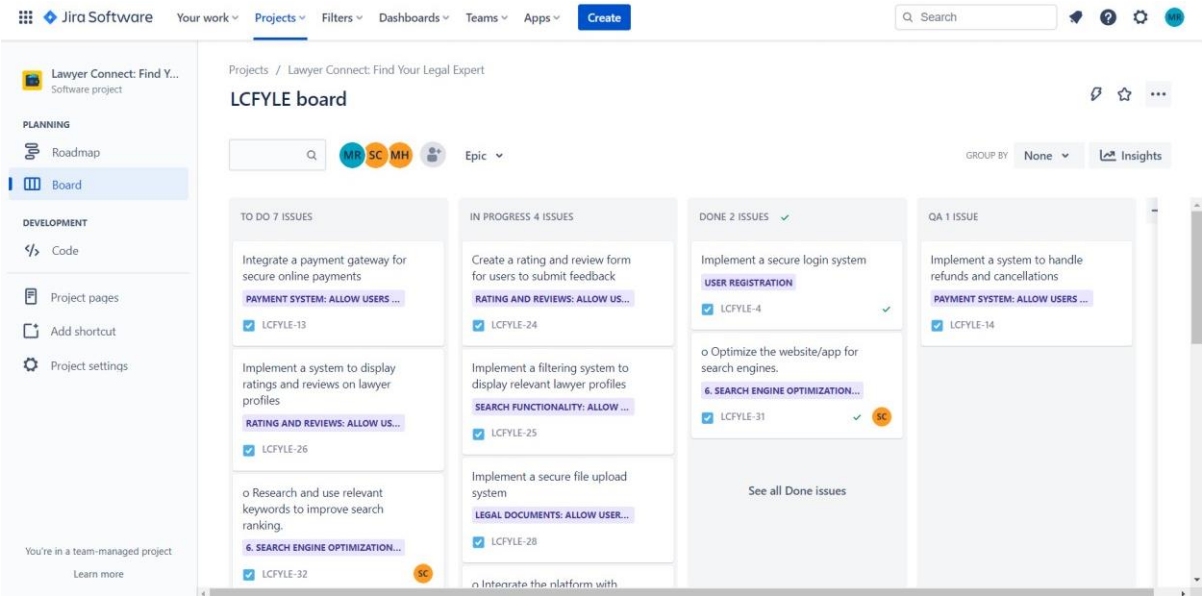 Jira Software
Your work
Projects
Filters
Dashboards
Teams
Apps
Create
Search
MR
Lawyer Connect: Find Y...
Software project
PLANNING
Roadmap
Board
DEVELOPMENT
Code
Project pages
Add shortcut
Project settings
You're in a team-managed project
Learn more
Projects / Lawyer Connect: Find Your Legal Expert
LCFYLE board
MR SC MH
Epic
GROUP BY None
Insights
TO DO 7 ISSUES
Integrate a payment gateway for
secure online payments
PAYMENT SYSTEM: ALLOW USERS ...
LCFYLE-13
Implement a system to display
ratings and reviews on lawyer
profiles
RATING AND REVIEWS: ALLOW US...
LCFYLE-26
o Research and use relevant
keywords to improve search
ranking.
6. SEARCH ENGINE OPTIMIZATION...
LCFYLE-32
SC
IN PROGRESS 4 ISSUES
Create a rating and review form
for users to submit feedback
RATING AND REVIEWS: ALLOW US...
LCFYLE-24
Implement a filtering system to
display relevant lawyer profiles
SEARCH FUNCTIONALITY: ALLOW ...
LCFYLE-25
Implement a secure file upload
system
LEGAL DOCUMENTS: ALLOW USER...
LCFYLE-28
o Integrate the platform with
DONE 2 ISSUES
Implement a secure login system
USER REGISTRATION
LCFYLE-4
o Optimize the website/app for
search engines.
6. SEARCH ENGINE OPTIMIZATION...
LCFYLE-31
SC
See all Done issues
QA 1 ISSUE
Implement a system to handle
refunds and cancellations
PAYMENT SYSTEM: ALLOW USERS ...
LCFYLE-14